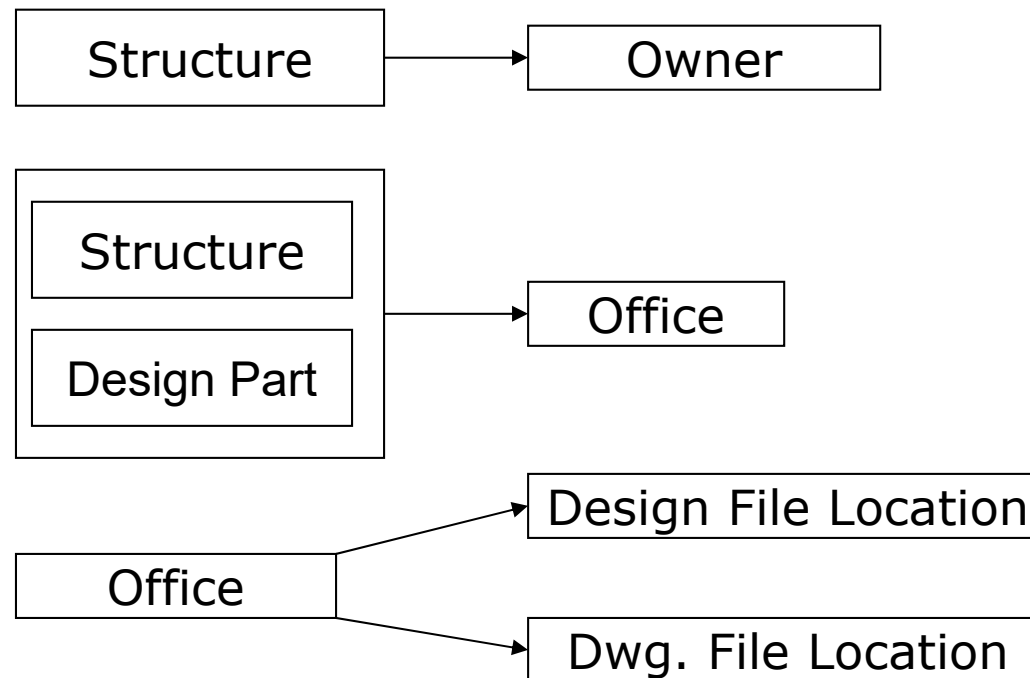 Structure
Owner
Structure
Office
Design Part
Design File Location
Office
Dwg. File Location